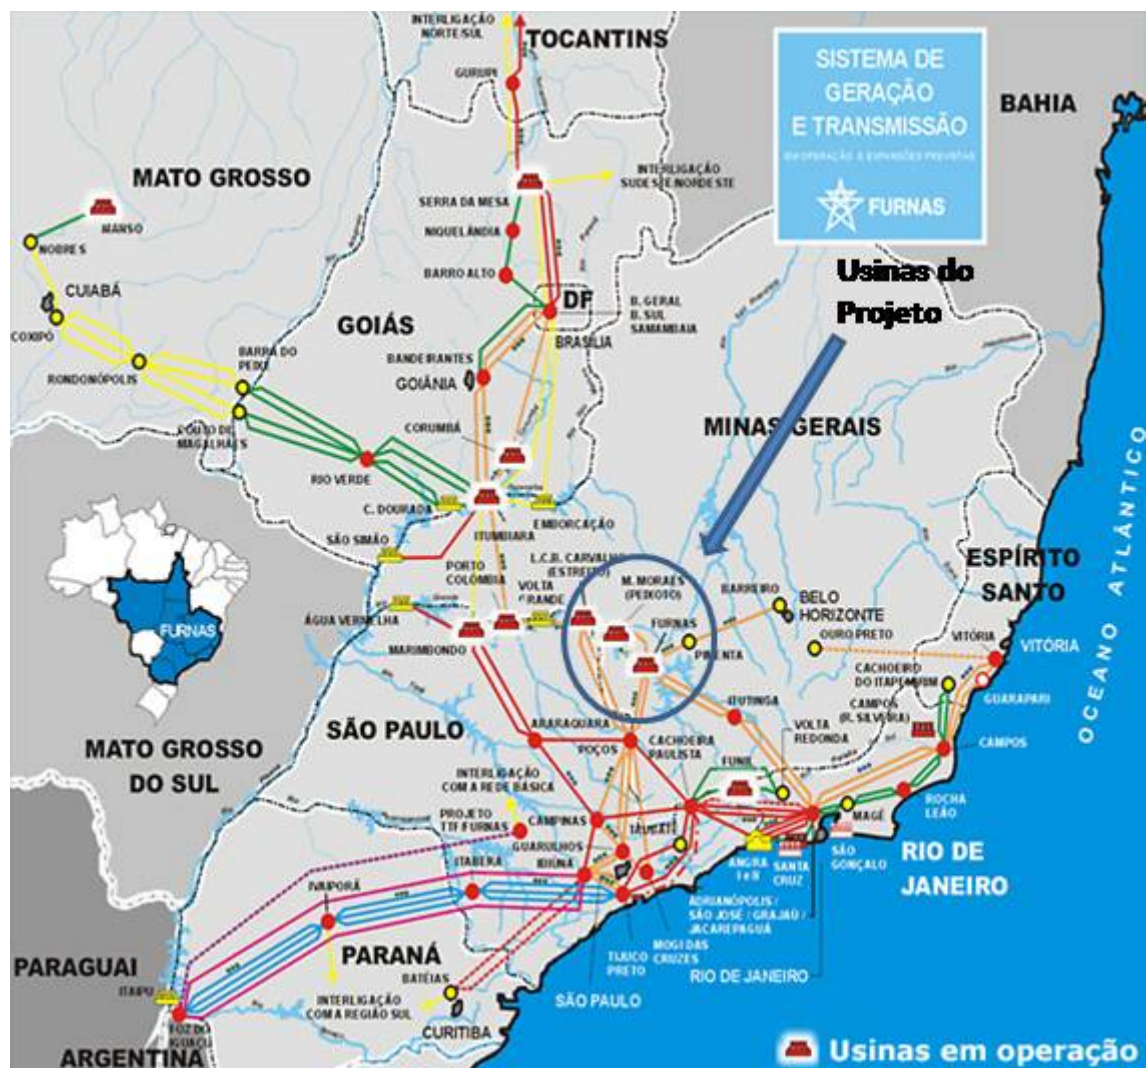 INTERLIGAÇÃO
NORTE/SUL
TOCANTINS
GURUPI
SISTEMA DE
GERAÇÃO
E TRANSMISSÃO
EM OPERAÇÃO E EXPANSÕES PREVISTAS
FURNAS
BAHIA
MATO GROSSO
MANSO
NOBRES
CUIABÁ
COXIPÓ
RONDONÓPOLIS
BARRA DO
PEIXE
COUTO DE
MAGALHÃES
RIO VERDE
INTERLIGAÇÃO
SUDESTE/NORDESTE
SERRA DA MESA
NIQUELÂNDIA
BARRO ALTO
DF
B. GERAL
B. SUL
SAMAMBAIA
BRASÍLIA
GOIÁS
BANDEIRANTES
GOIÂNIA
CORUMBÁ
Usinas do
Projeto
MINAS GERAIS
C. DOURADA
ITUMBIARA
EMBORCAÇÃO
SÃO SIMÃO
PORTO
COLÔMBIA
VOLTA
GRANDE
L.C.B. CARVALHO
(ESTREITO)
M. MORAES
(PEIXOTO)
FURNAS
PIMENTA
BARREIRO
BELO
HORIZONTE
OURO PRETO
ESPÍRITO
SANTO
VITÓRIA
VITÓRIA
OCEANO ATLÂNTICO
ÁGUA VERMELHA
MARIMBONDO
FURNAS
CACHOEIRO
DO ITAPEMIRIM
GUARAPARI
CAMPOS
(R. SILVEIRA)
CAMPOS
ITUTINGA
VOLTA
REDONDA
SÃO PAULO
ARARAQUARA
POÇOS
CACHOEIRA
PAULISTA
FUNIL
MATO GROSSO
DO SUL
INTERLIGAÇÃO
COM A REDE BÁSICA
PROJETO
TTF/FURNAS
CAMPINAS
GUARULHOS
IBIÚNA
TAUBATÉ
ITABERÁ
IVAIPORÃ
MAGÉ
ROCHA
LEÃO
ANGRA
I e II
SANTA
CRUZ
SÃO
GONÇALO
RIO DE
JANEIRO
ADRIANÓPOLIS /
SÃO JOSÉ / GRAJAÚ /
JACAREPAGUÁ
MOGI DAS
CRUZES
TIJUCO
PRETO
RIO DE JANEIRO
SÃO PAULO
PARANÁ
BATÉIAS
INTERLIGAÇÃO
COM A REGIÃO SUL
CURITIBA
PARAGUAI
ITAIPU
FOZ DO
IGUAÇU
ARGENTINA
Usinas em operação